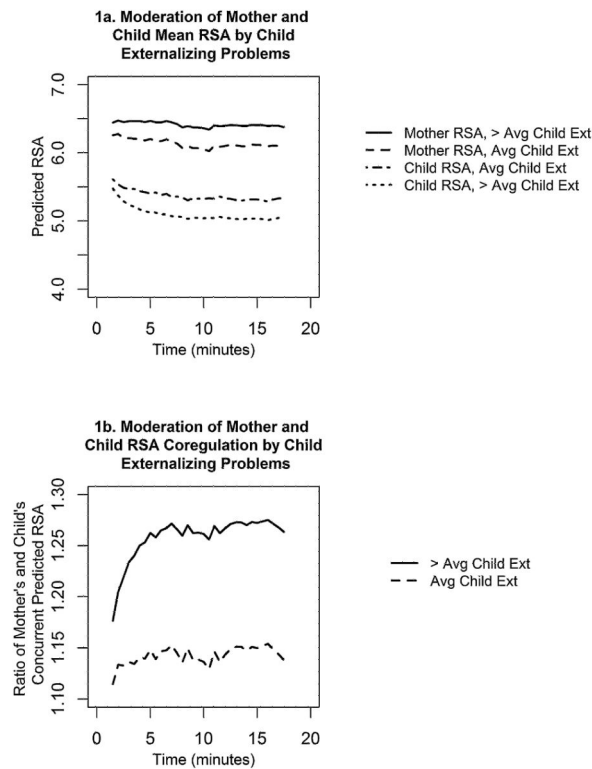 1a. Moderation of Mother and
Child Mean RSA by Child
Externalizing Problems
Predicted RSA
7.0
6.0
5.0
4.0
0 5 10 15 20
Time (minutes)
Mother RSA, > Avg Child Ext
Mother RSA, Avg Child Ext
Child RSA, Avg Child Ext
Child RSA, > Avg Child Ext
1b. Moderation of Mother and
Child RSA Coregulation by Child
Externalizing Problems
Ratio of Mother's and Child's
Concurrent Predicted RSA
1.30
1.25
1.20
1.15
1.10
0 5 10 15 20
Time (minutes)
> Avg Child Ext
Avg Child Ext